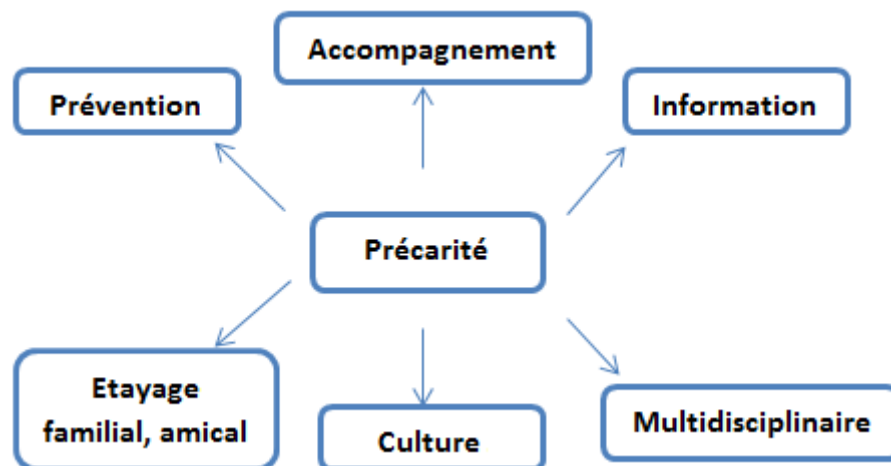 Accompagnement
Prévention
Information
Précarité
Etayage
familial, amical
Culture
Multidisciplinaire